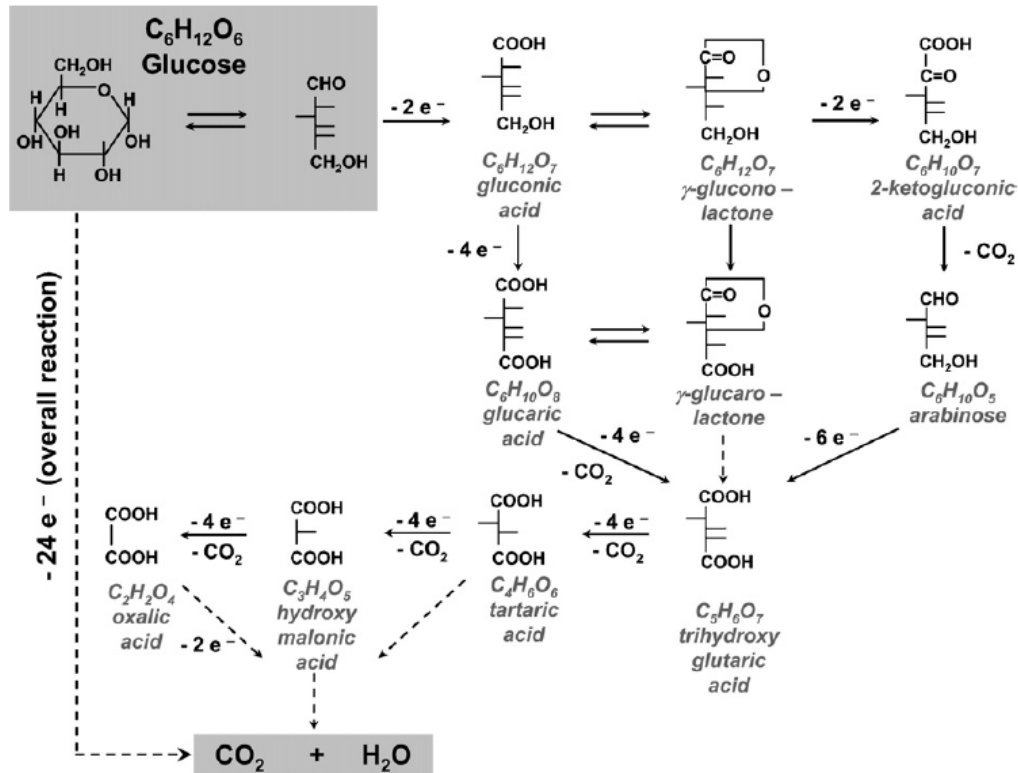 C6H12O6
Glucose
CH2OH
O
H
H
H
H
OH
OH
OH
H
OH
CHO
CH2OH
- 2 e⁻
COOH
CH2OH
C6H12O7
gluconic
acid
C=O
O
CH2OH
C6H12O7
γ-glucono –
lactone
- 2 e⁻
COOH
C=O
CH2OH
C6H10O7
2-ketogluconic
acid
- 4 e⁻
- CO2
COOH
COOH
C6H10O8
glucaric
acid
C=O
O
COOH
γ-glucaro –
lactone
CHO
CH2OH
C6H10O5
arabinose
- 4 e⁻
- CO2
- 6 e⁻
- 24 e⁻ (overall reaction)
COOH
COOH
C2H2O4
oxalic
acid
- 4 e⁻
- CO2
COOH
COOH
C3H4O5
hydroxy
malonic
acid
- 4 e⁻
- CO2
COOH
COOH
C4H6O6
tartaric
acid
- 4 e⁻
- CO2
COOH
COOH
C5H6O7
trihydroxy
glutaric
acid
- 2 e⁻
CO2 + H2O